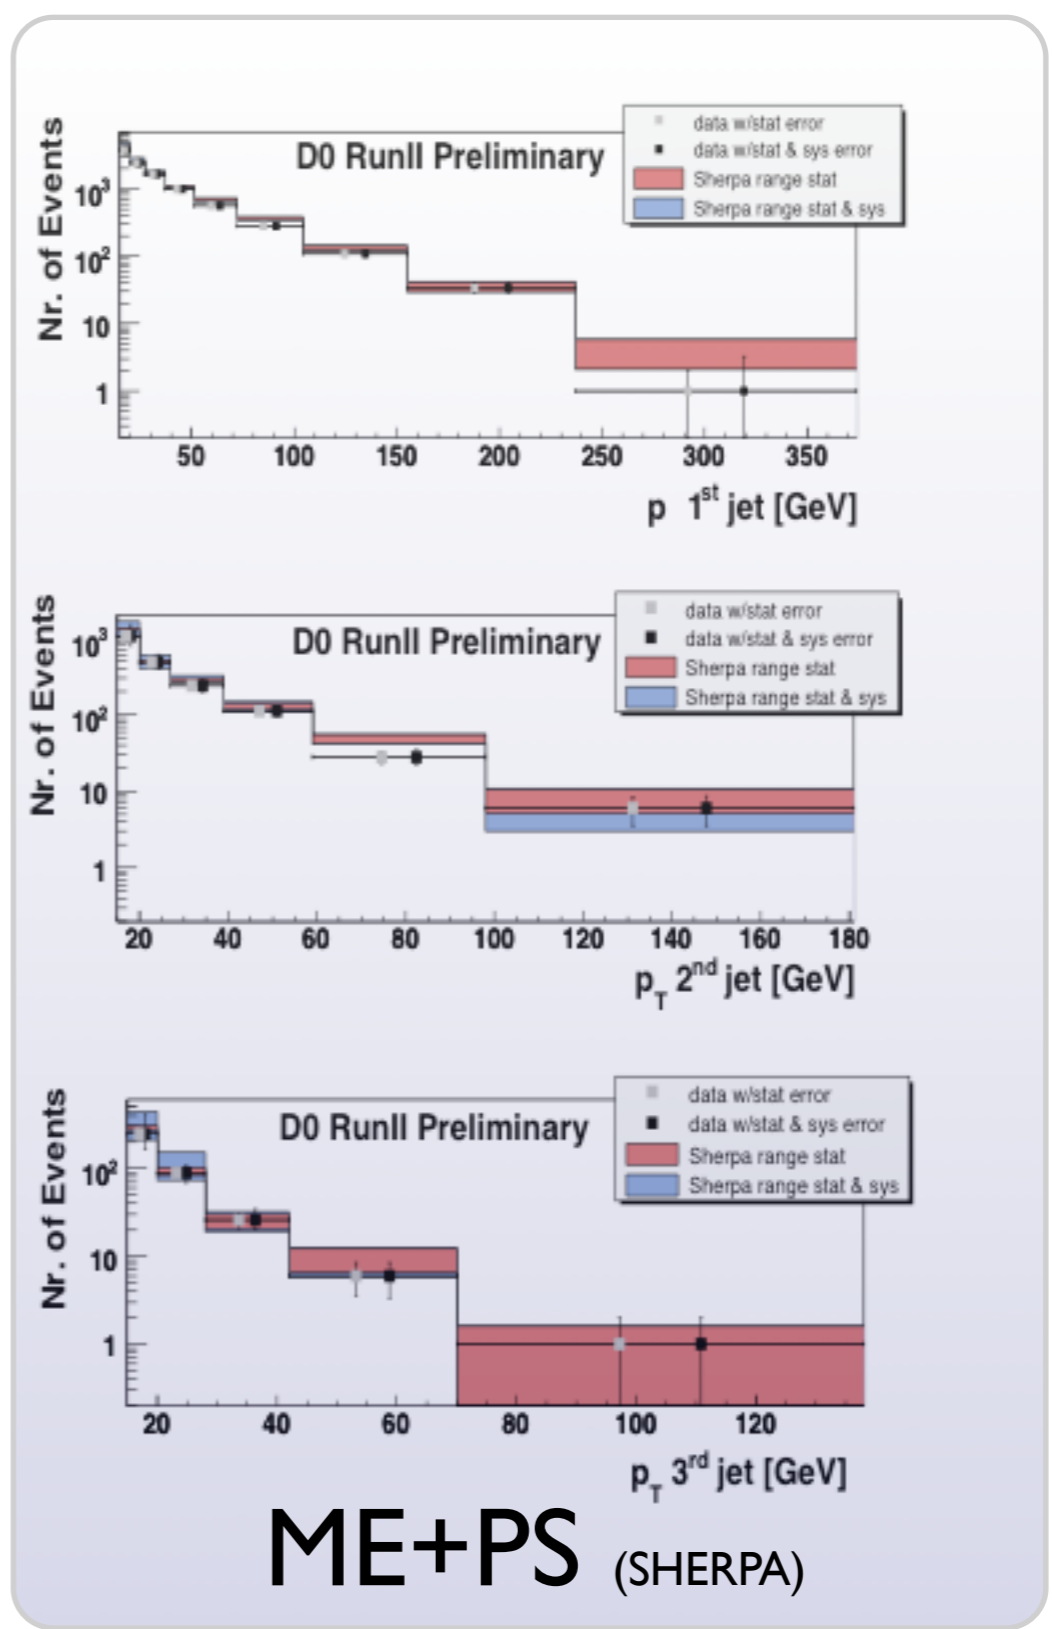 D0 RunII Preliminary
data w/stat error
data w/stat & sys error
Sherpa range stat
Sherpa range stat & sys
Nr. of Events
10³
10²
10
1
50 100 150 200 250 300 350
p 1st jet [GeV]
D0 RunII Preliminary
data w/stat error
data w/stat & sys error
Sherpa range stat
Sherpa range stat & sys
Nr. of Events
10³
10²
10
1
20 40 60 80 100 120 140 160 180
pT 2nd jet [GeV]
D0 RunII Preliminary
data w/stat error
data w/stat & sys error
Sherpa range stat
Sherpa range stat & sys
Nr. of Events
10²
10
1
20 40 60 80 100 120
pT 3rd jet [GeV]
ME+PS (SHERPA)